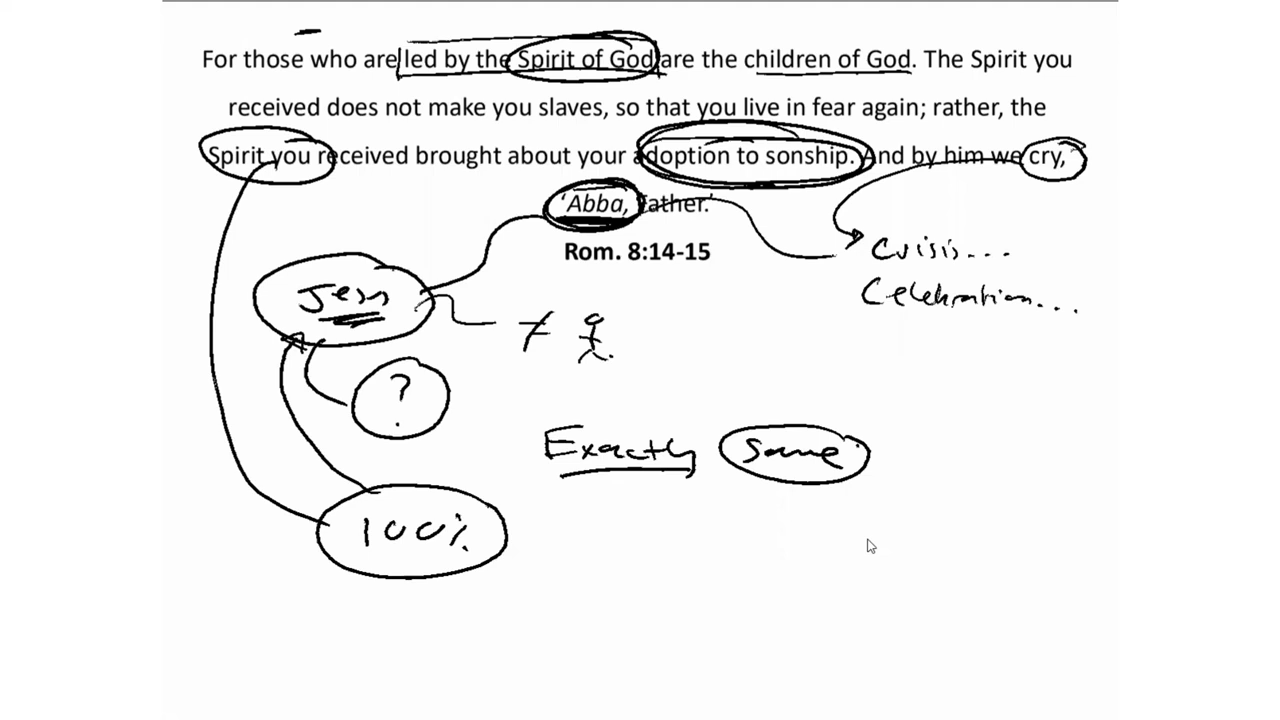 For those who are led by the Spirit of God are the children of God. The Spirit you
received does not make you slaves, so that you live in fear again; rather, the
Spirit you received brought about your adoption to sonship. And by him we cry,
‘Abba, Father.’
Rom. 8:14-15
Crisis...
Celebration...
Jesus
≠
?
Exactly same
100%